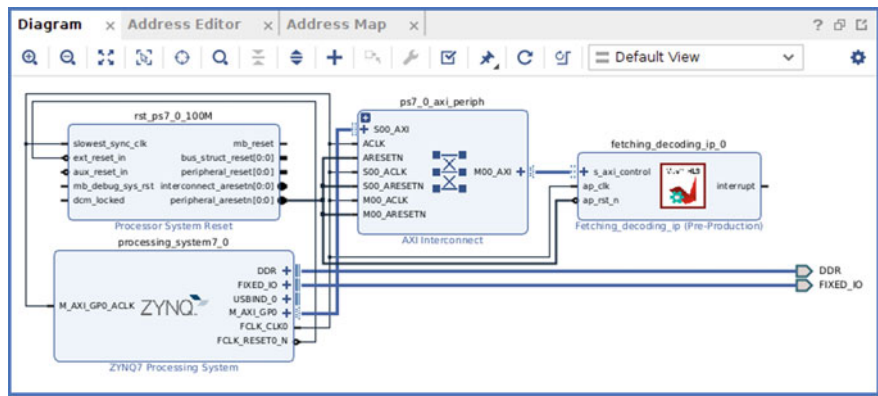 Diagram x Address Editor x Address Map x
? 
Default View
rst_ps7_0_100M
slowest_sync_clk mb_reset
ext_reset_in bus_struct_reset[0:0]
aux_reset_in peripheral_reset[0:0]
mb_debug_sys_rst interconnect_aresetn[0:0]
dcm_locked peripheral_aresetn[0:0]
Processor System Reset
ps7_0_axi_periph
S00_AXI
ACLK
ARESETN
S00_ACLK M00_AXI
S00_ARESETN
M00_ACLK
M00_ARESETN
AXI Interconnect
fetching_decoding_ip_0
s_axi_control
ap_clk interrupt
ap_rst_n
Fetching_decoding_ip (Pre-Production)
processing_system7_0
DDR
FIXED_IO
USBIND_0
M_AXI_GP0_ACLK ZYNQ M_AXI_GP0
FCLK_CLK0
FCLK_RESET0_N
ZYNQ7 Processing System
DDR
FIXED_IO